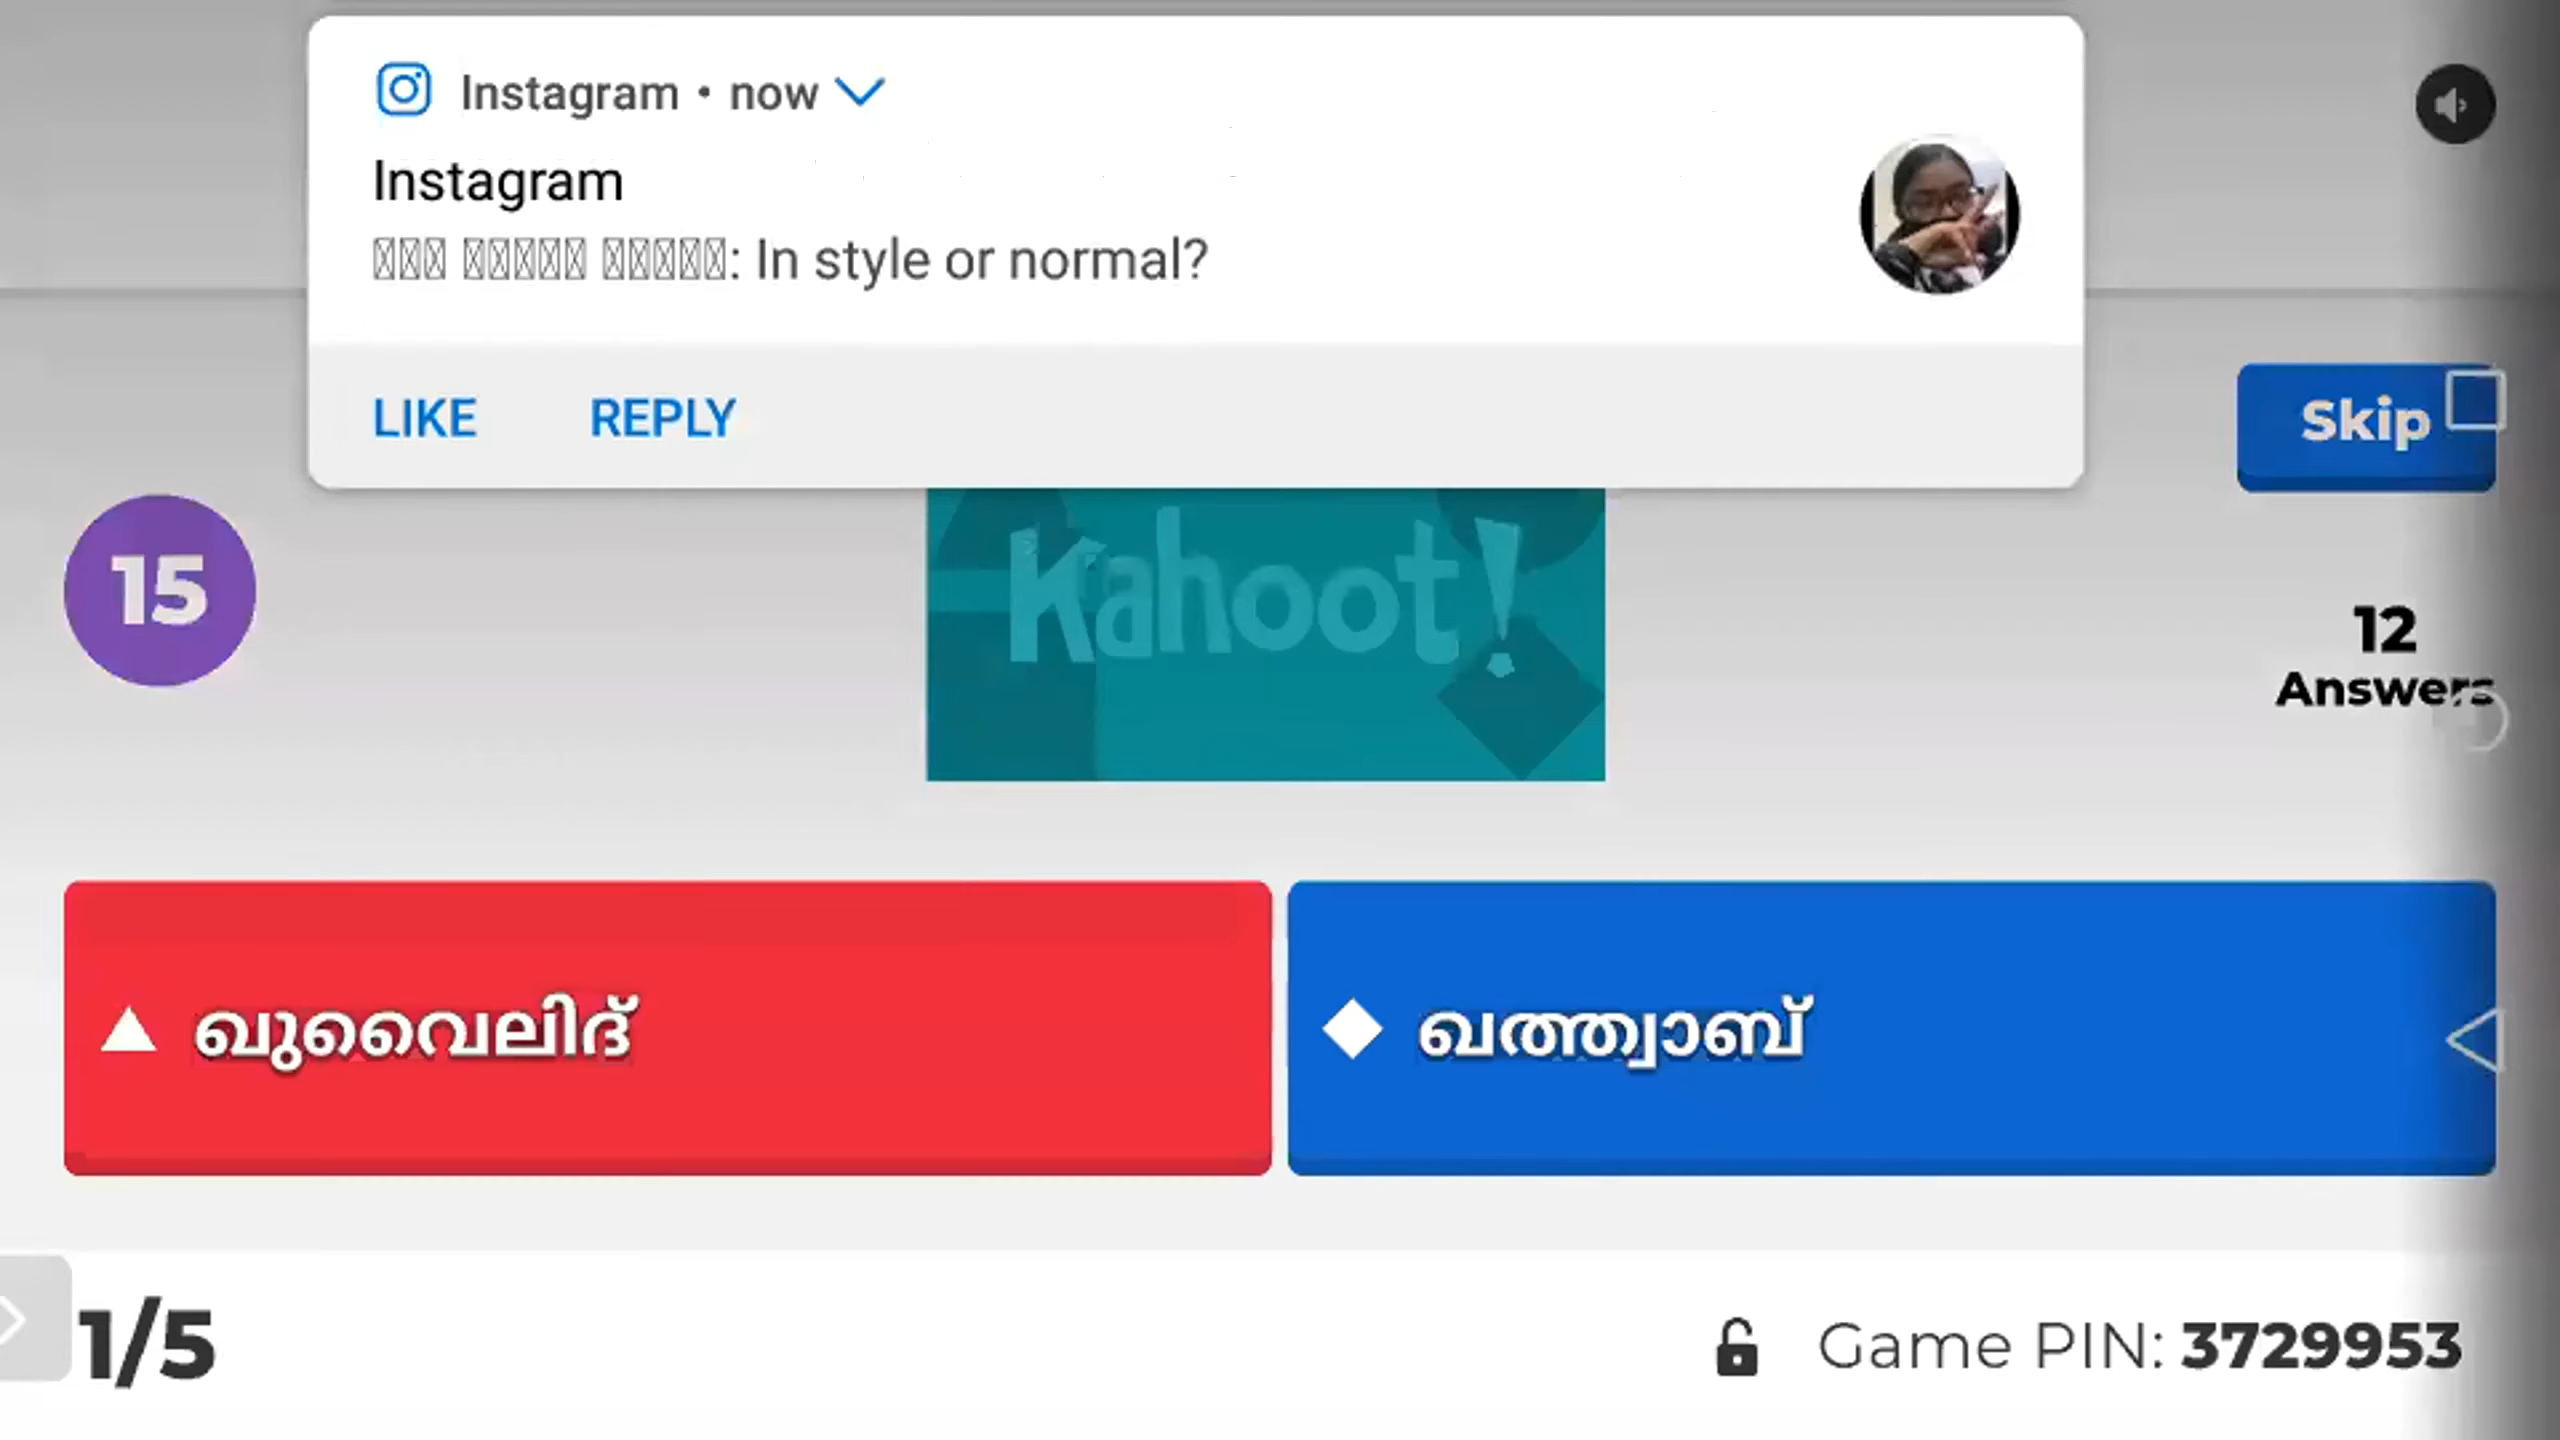 Instagram • now
Instagram
: In style or normal?
LIKE REPLY
Skip
15
Kahoot!
12
Answers
ഖുവൈലിദ്
ഖത്ത്വാബ്
1/5
Game PIN: 3729953